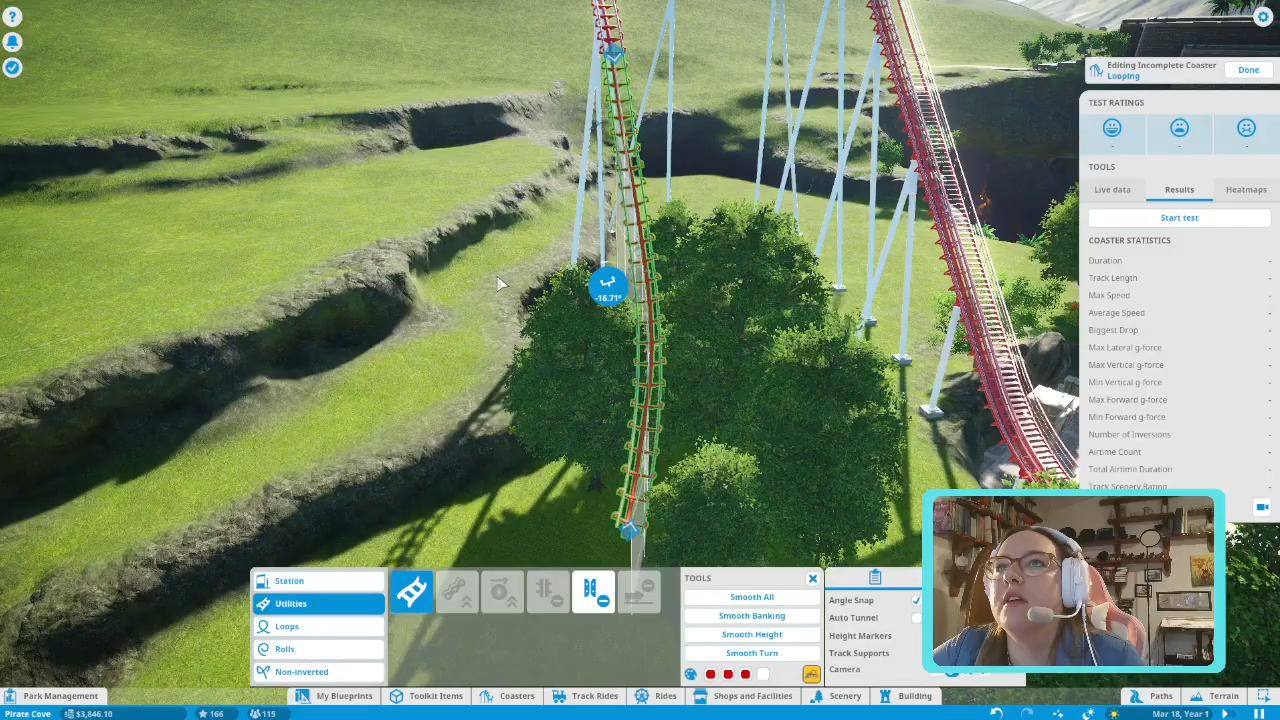 Editing Incomplete Coaster
Looping
Done
TEST RATINGS
- - -
TOOLS
Live data Results Heatmaps
Start test
COASTER STATISTICS
Duration -
Track Length -
Max Speed -
Average Speed -
Biggest Drop -
Max Lateral g-force -
Max Vertical g-force -
Min Vertical g-force -
Max Forward g-force -
Min Forward g-force -
Number of Inversions -
Airtime Count -
Total Airtime Duration -
Track Scenery Rating -
-16.71°
Station
Utilities
Loops
Rolls
Non-inverted
TOOLS
Smooth All
Smooth Banking
Smooth Height
Smooth Turn
Angle Snap
Auto Tunnel
Height Markers
Track Supports
Camera
Park Management My Blueprints Toolkit Items Coasters Track Rides Rides Shops and Facilities Scenery Building Paths Terrain
Pirate Cove $3,846.10 166 115 Mar 18, Year 1